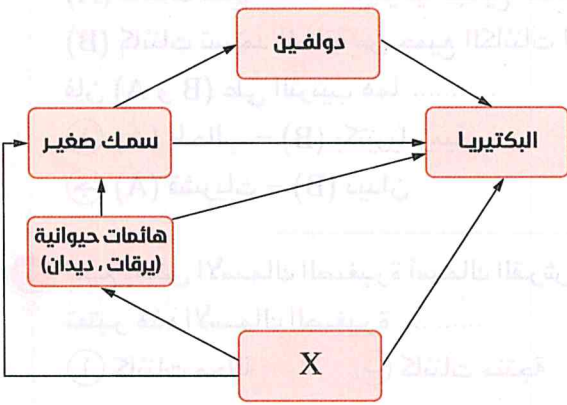 دولفين
البكتيريا
سمك صغير
هائمات حيوانية
(يرقات ، ديدان)
X